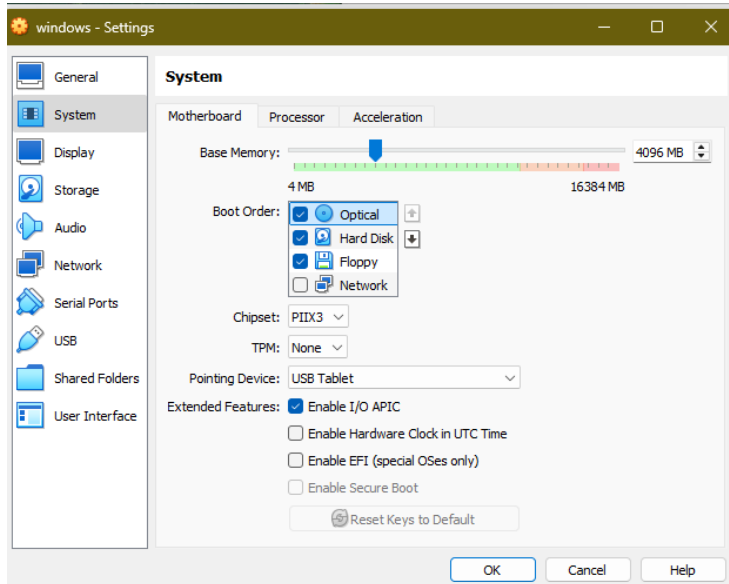 windows - Settings
General
System
Display
Storage
Audio
Network
Serial Ports
USB
Shared Folders
User Interface
System
Motherboard Processor Acceleration
Base Memory: 4096 MB
4 MB 16384 MB
Boot Order: Optical
Hard Disk
Floppy
Network
Chipset: PIIX3
TPM: None
Pointing Device: USB Tablet
Extended Features: Enable I/O APIC
Enable Hardware Clock in UTC Time
Enable EFI (special OSes only)
Enable Secure Boot
Reset Keys to Default
OK Cancel Help